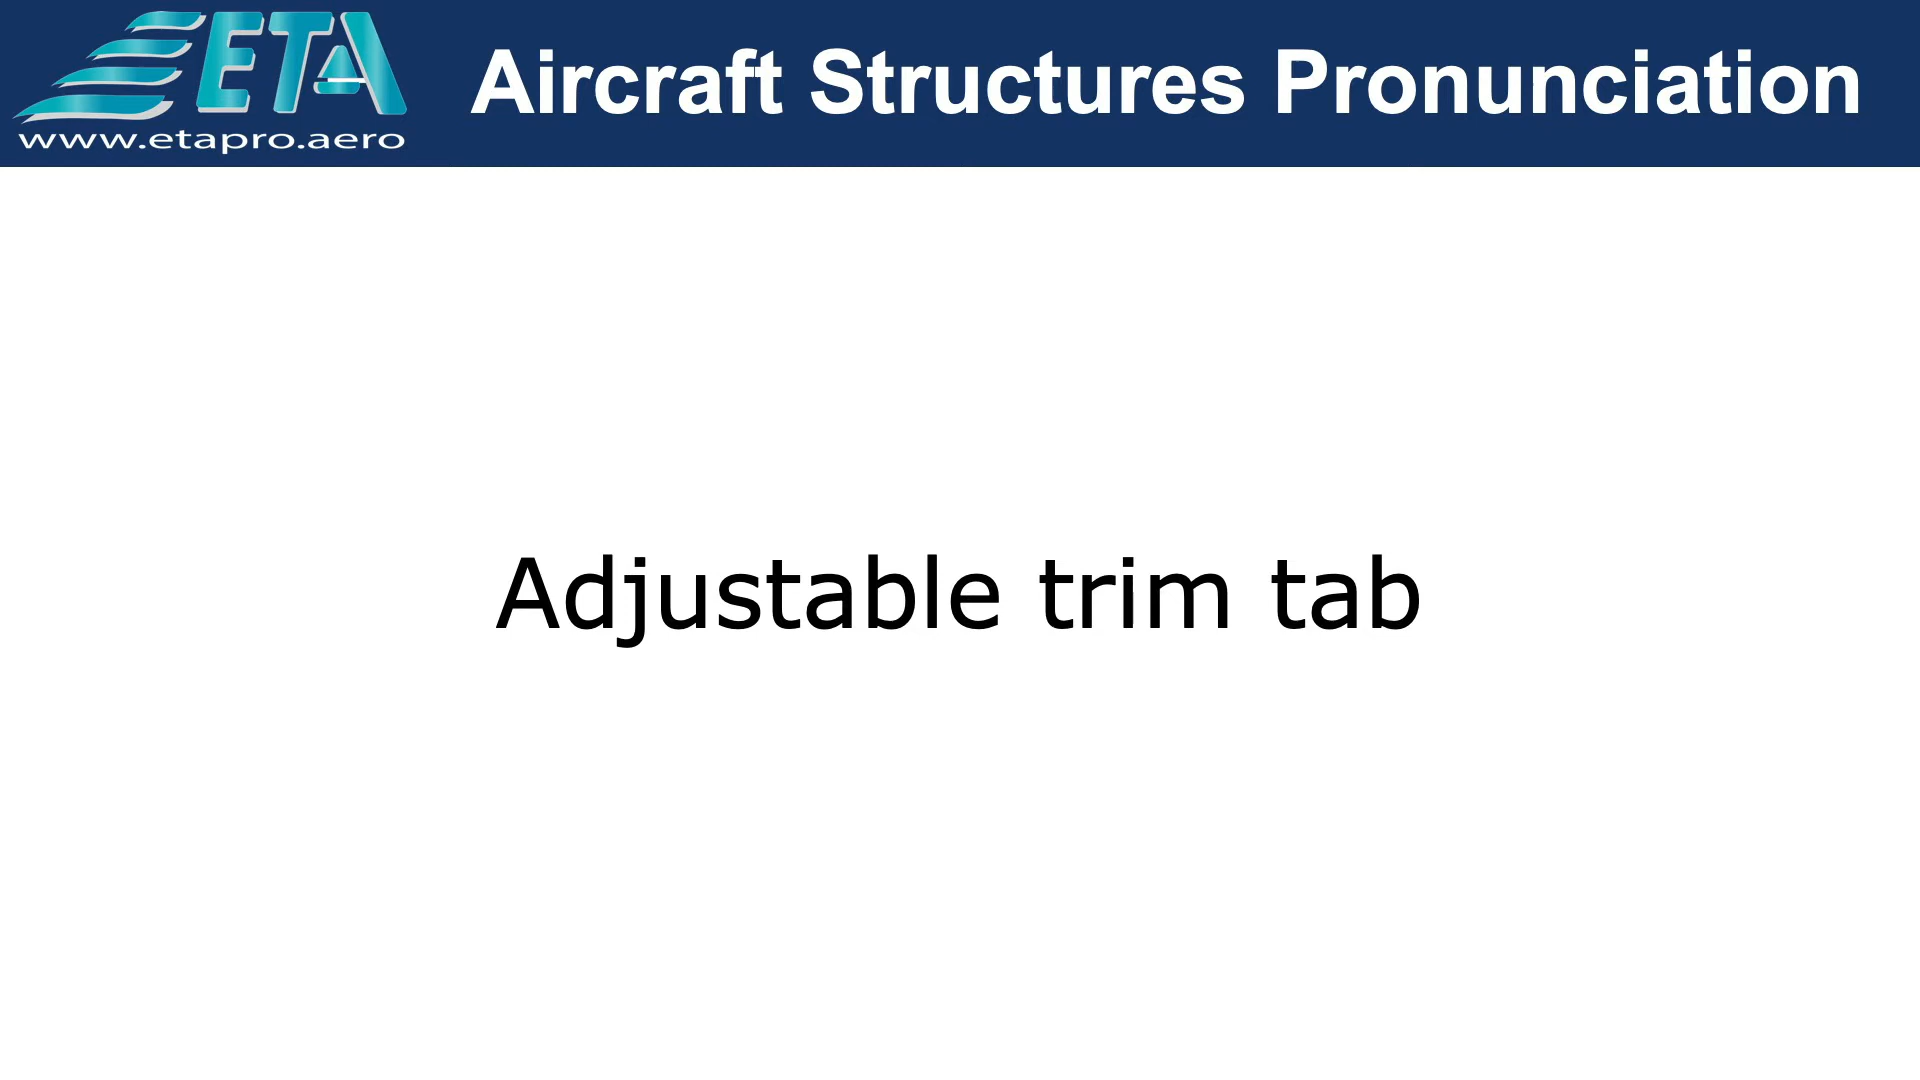 ETA
www.etapro.aero
Aircraft Structures Pronunciation
Adjustable trim tab